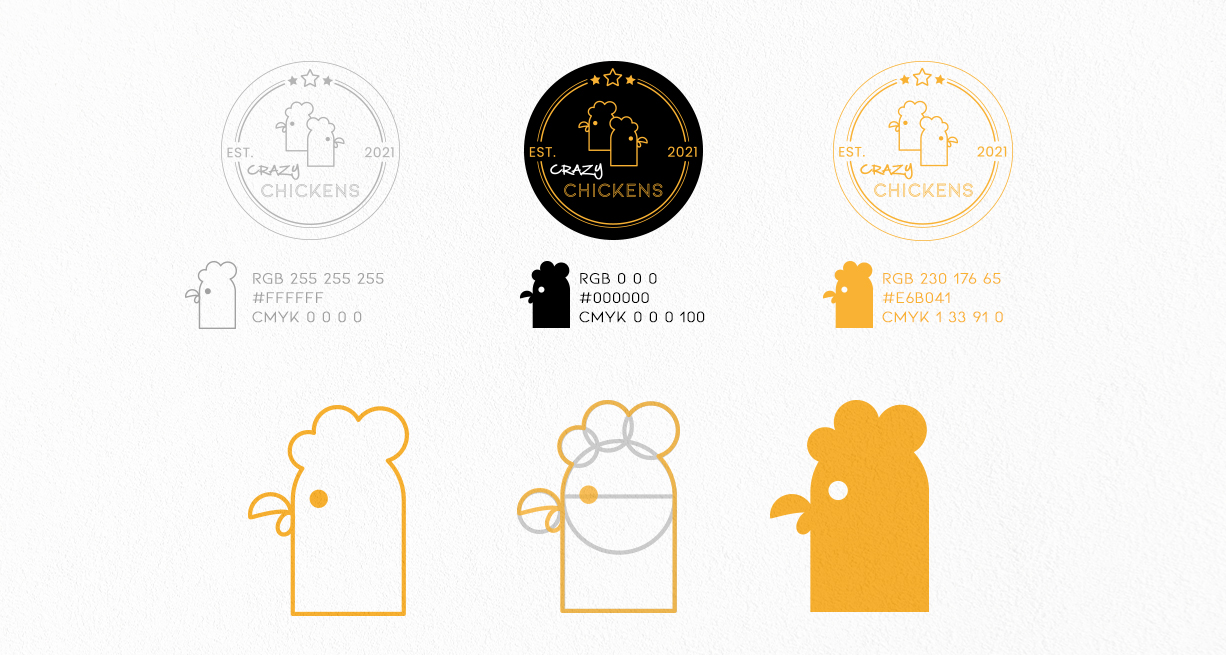 EST. 2021
CRAZY
CHICKENS
EST. 2021
CRAZY
CHICKENS
EST. 2021
CRAZY
CHICKENS
RGB 255 255 255
#FFFFFF
CMYK 0 0 0 0
RGB 0 0 0
#000000
CMYK 0 0 0 100
RGB 230 176 65
#E6B041
CMYK 1 33 91 0